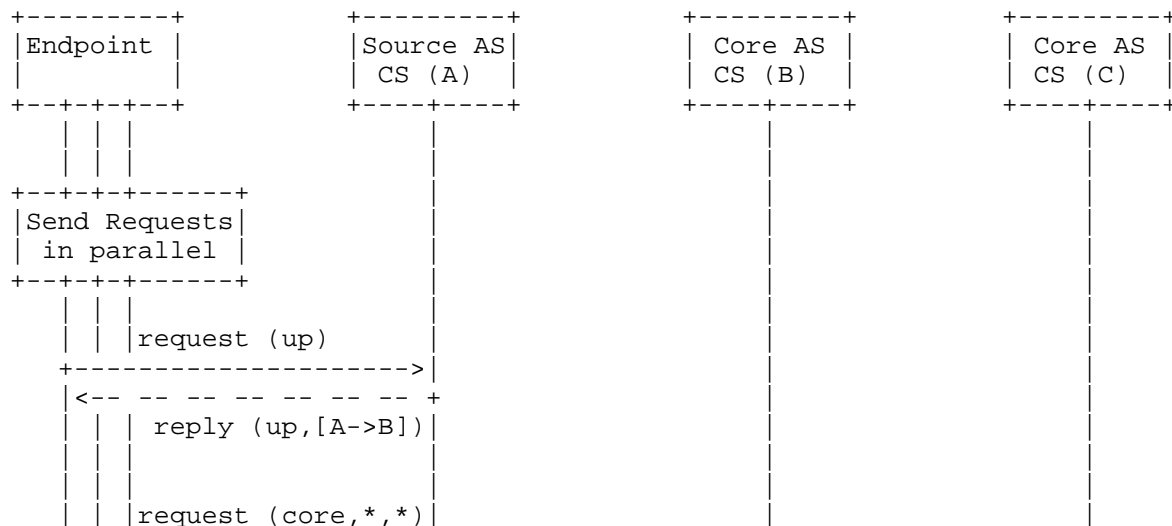 +---------+ +---------+ +---------+ +---------+
|Endpoint | |Source AS| | Core AS | | Core AS |
| | | CS (A) | | CS (B) | | CS (C) |
+--+-+-+--+ +----+----+ +----+----+ +----+----+
| | | | | |
| | | | | |
+--+-+-+------+ | | |
|Send Requests| | | |
| in parallel | | | |
+--+-+-+------+ | | |
| | | | | |
| | |request (up) | | |
+--------------------->| | |
|<-- -- -- -- -- -- -- + | |
| | | reply (up,[A->B])| | |
| | | | | |
| | | | | |
| | |request (core,*,*)| | |